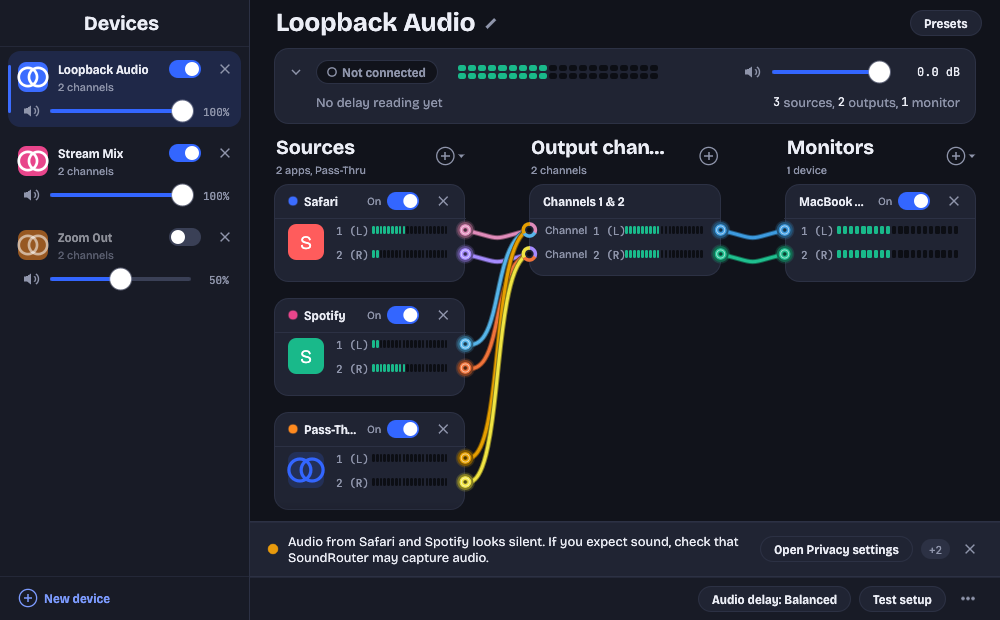 Devices
Loopback Audio
2 channels
100%
Stream Mix
2 channels
100%
Zoom Out
2 channels
50%
New device
Loopback Audio
Presets
Not connected
0.0 dB
No delay reading yet
3 sources, 2 outputs, 1 monitor
Sources
2 apps, Pass-Thru
Output chan...
2 channels
Monitors
1 device
Safari On
S
1 (L)
2 (R)
Channels 1 & 2
Channel 1 (L)
Channel 2 (R)
MacBook ... On
1 (L)
2 (R)
Spotify On
S
1 (L)
2 (R)
Pass-Th... On
1 (L)
2 (R)
Audio from Safari and Spotify looks silent. If you expect sound, check that
SoundRouter may capture audio.
Open Privacy settings
+2
Audio delay: Balanced
Test setup